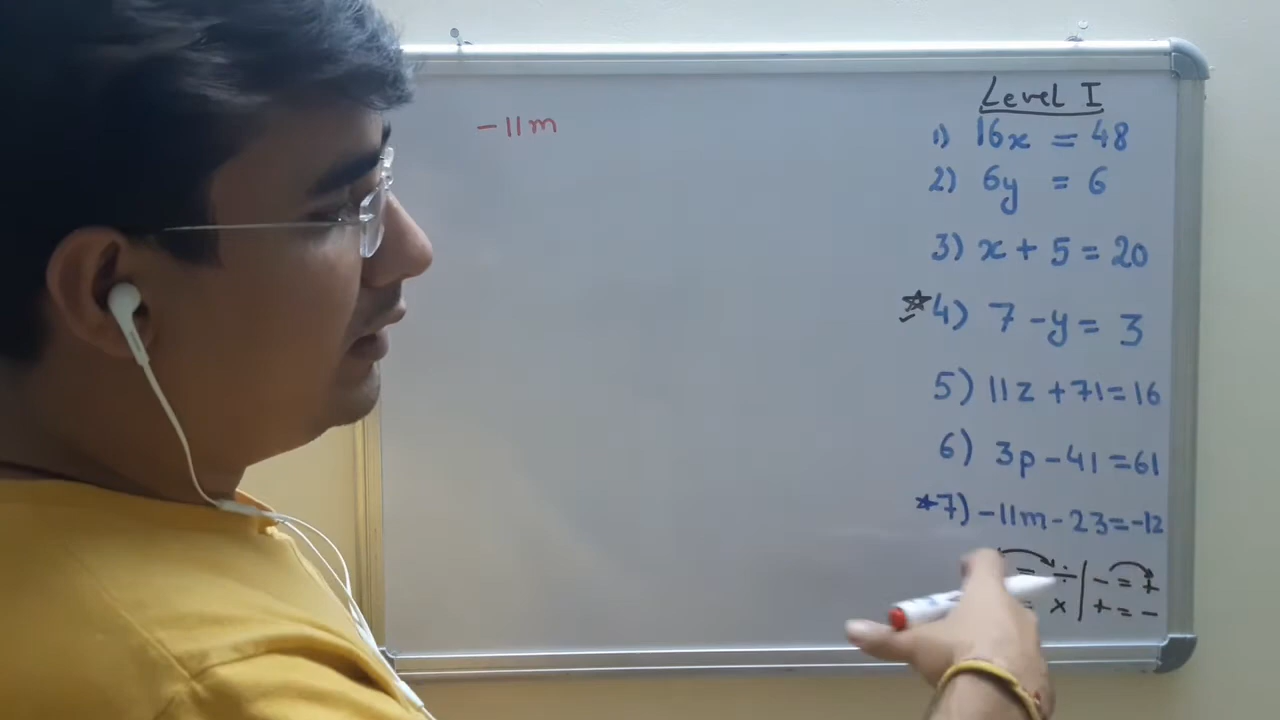 -11m
Level I
1) 16x = 48
2) 6y = 6
3) x + 5 = 20
☆4) 7 - y = 3
5) 11z + 71 = 16
6) 3p - 41 = 61
*7) -11m - 23 = -12
= ÷ | - = +
= × | + = -